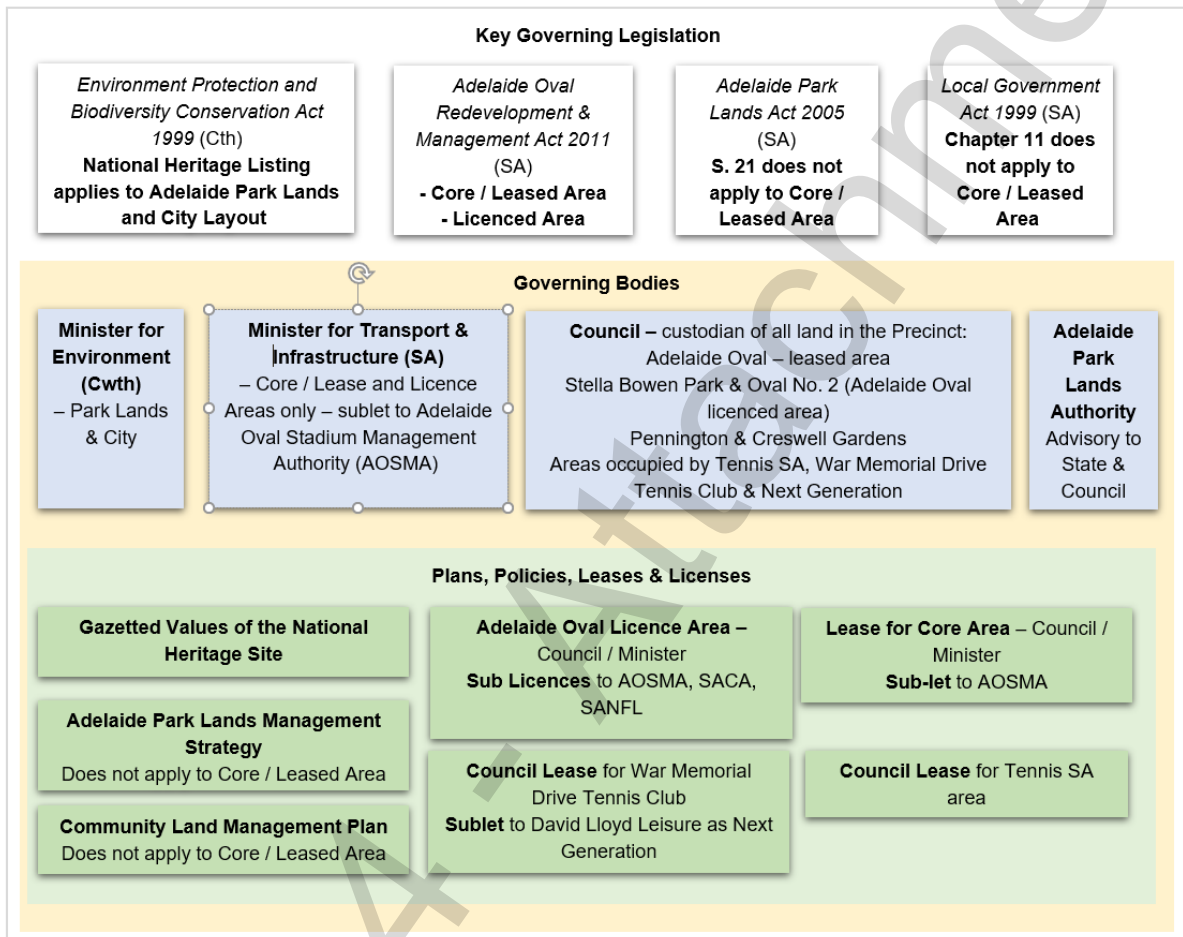 Key Governing Legislation
Environment Protection and
Biodiversity Conservation Act
1999 (Cth)
National Heritage Listing
applies to Adelaide Park Lands
and City Layout
Adelaide Oval
Redevelopment &
Management Act 2011
(SA)
- Core / Leased Area
- Licenced Area
Adelaide Park
Lands Act 2005
(SA)
S. 21 does not
apply to Core /
Leased Area
Local Government
Act 1999 (SA)
Chapter 11 does
not apply to
Core / Leased
Area
Governing Bodies
Minister for
Environment
(Cwth)
– Park Lands
& City
Minister for Transport &
Infrastructure (SA)
– Core / Lease and Licence
Areas only – sublet to Adelaide
Oval Stadium Management
Authority (AOSMA)
Council – custodian of all land in the Precinct:
Adelaide Oval – leased area
Stella Bowen Park & Oval No. 2 (Adelaide Oval
licenced area)
Pennington & Creswell Gardens
Areas occupied by Tennis SA, War Memorial Drive
Tennis Club & Next Generation
Adelaide
Park
Lands
Authority
Advisory to
State &
Council
Plans, Policies, Leases & Licenses
Gazetted Values of the National
Heritage Site
Adelaide Park Lands Management
Strategy
Does not apply to Core / Leased Area
Community Land Management Plan
Does not apply to Core / Leased Area
Adelaide Oval Licence Area –
Council / Minister
Sub Licences to AOSMA, SACA,
SANFL
Council Lease for War Memorial
Drive Tennis Club
Sublet to David Lloyd Leisure as Next
Generation
Lease for Core Area – Council /
Minister
Sub-let to AOSMA
Council Lease for Tennis SA
area
4 - Attachme